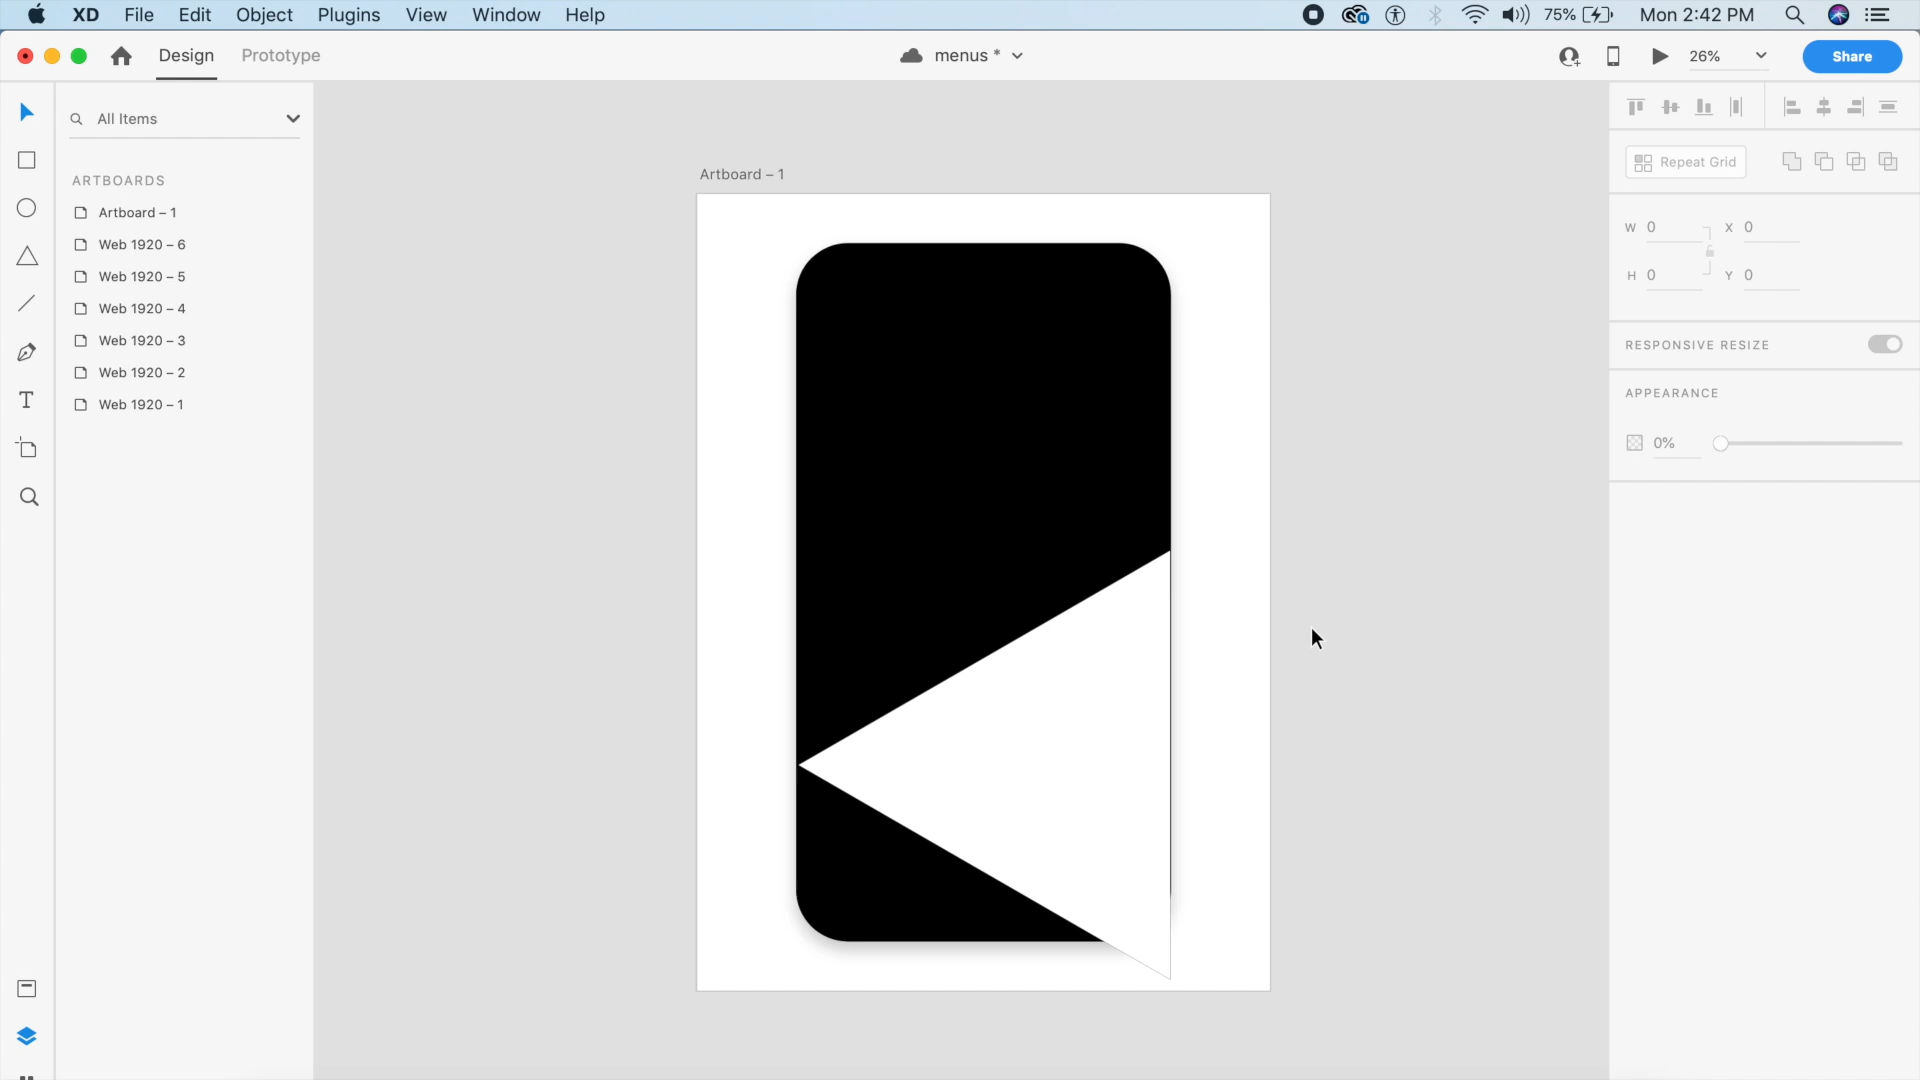 XD File Edit Object Plugins View Window Help 75% Mon 2:42 PM
Design Prototype menus * 26% Share
All Items
ARTBOARDS
Artboard – 1
Web 1920 – 6
Web 1920 – 5
Web 1920 – 4
Web 1920 – 3
Web 1920 – 2
Web 1920 – 1
Artboard – 1
Repeat Grid
W 0 X 0
H 0 Y 0
RESPONSIVE RESIZE
APPEARANCE
0%